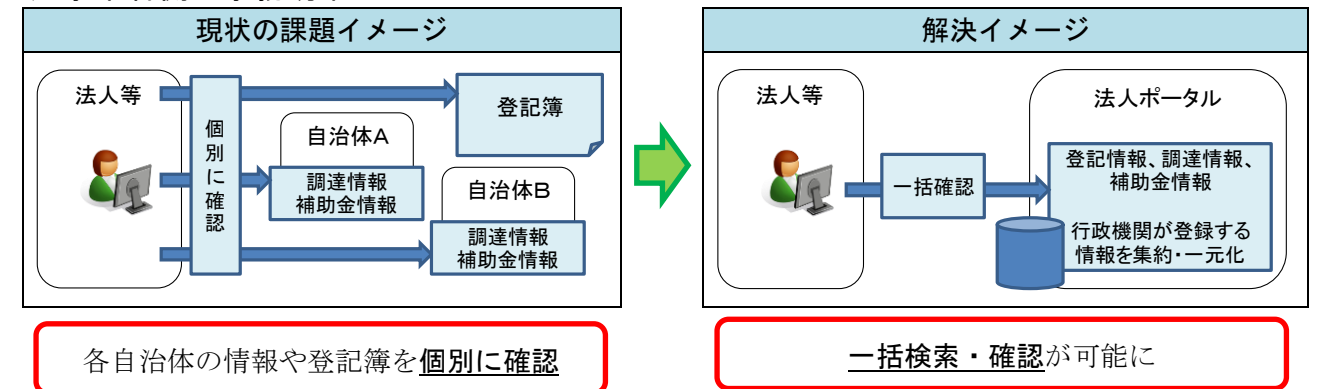 現状の課題イメージ
法人等
個別に確認
登記簿
自治体A
調達情報
補助金情報
自治体B
調達情報
補助金情報
各自治体の情報や登記簿を個別に確認
解決イメージ
法人等
一括確認
法人ポータル
登記情報、調達情報、
補助金情報
行政機関が登録する
情報を集約・一元化
一括検索・確認が可能に